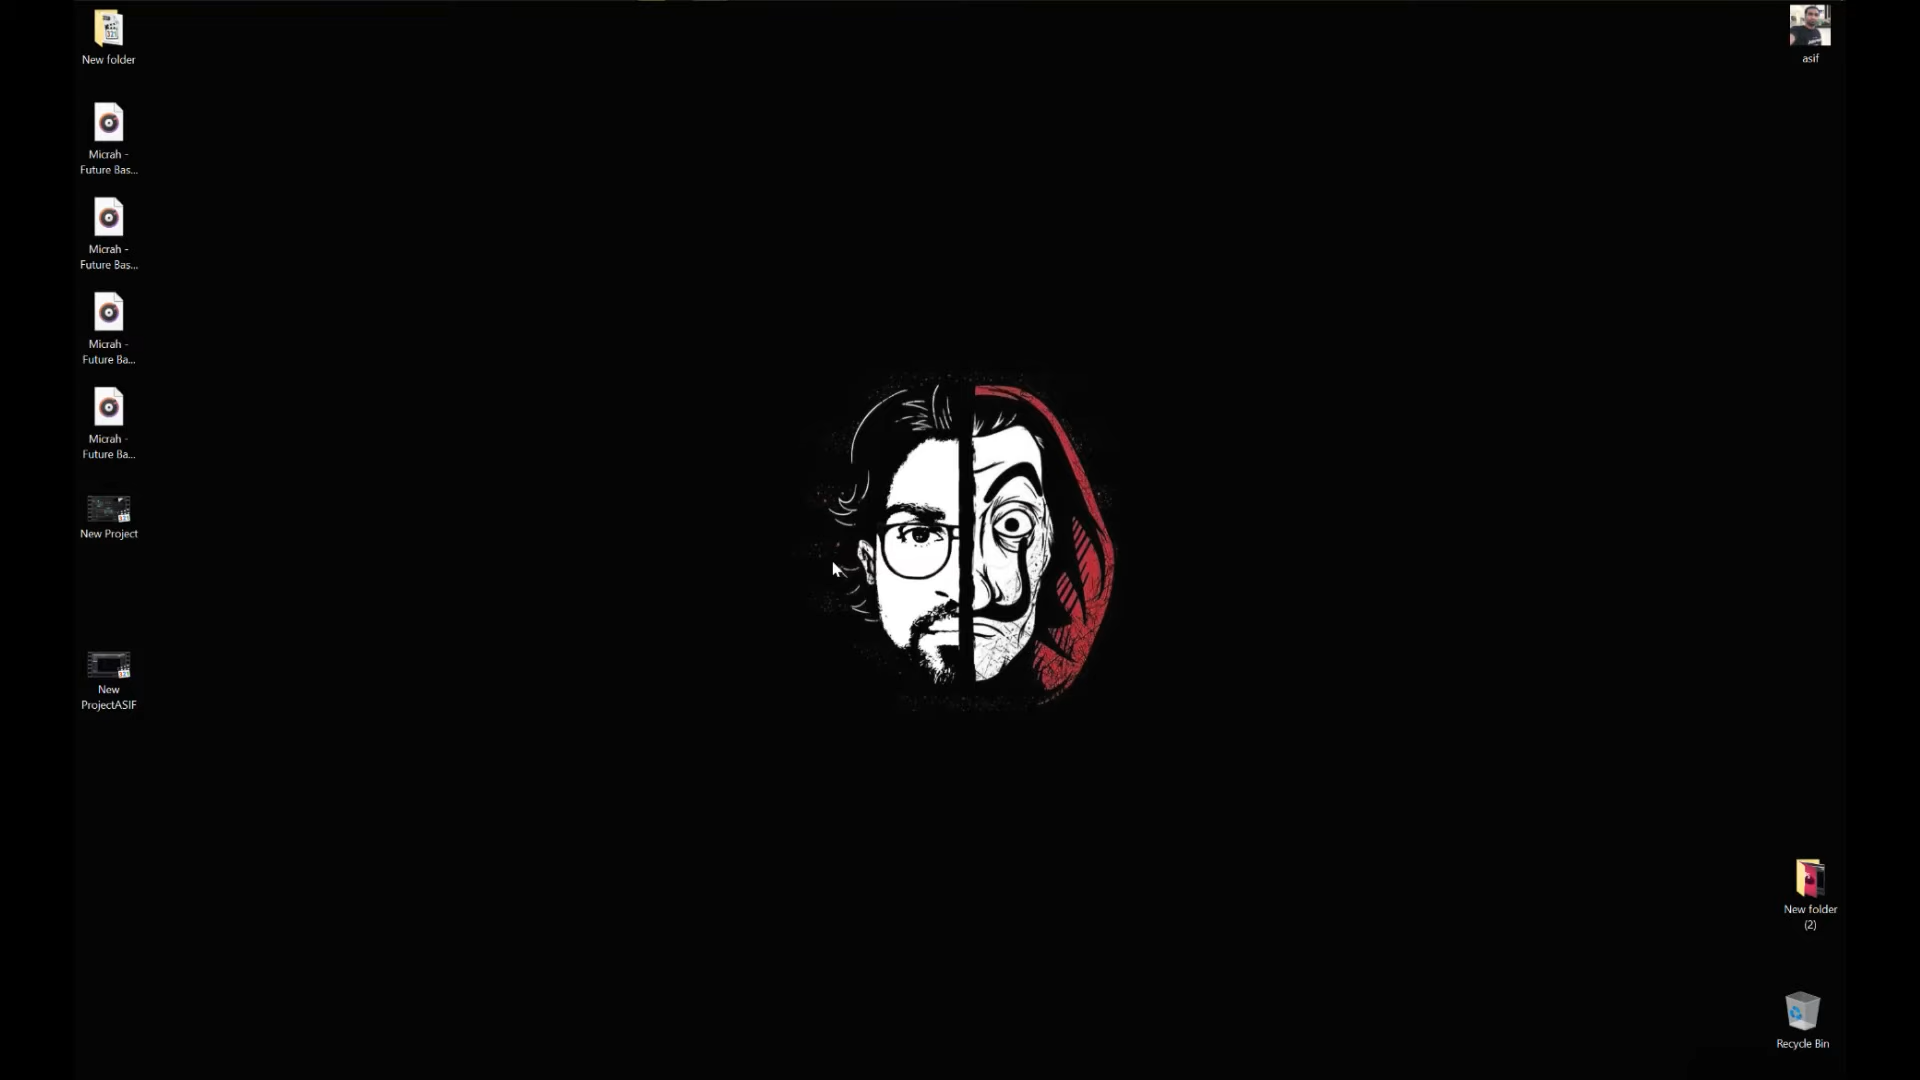 New folder
Micrah -
Future Bas...
Micrah -
Future Bas...
Micrah -
Future Ba...
Micrah -
Future Ba...
New Project
New
ProjectASIF
asif
New folder
(2)
Recycle Bin